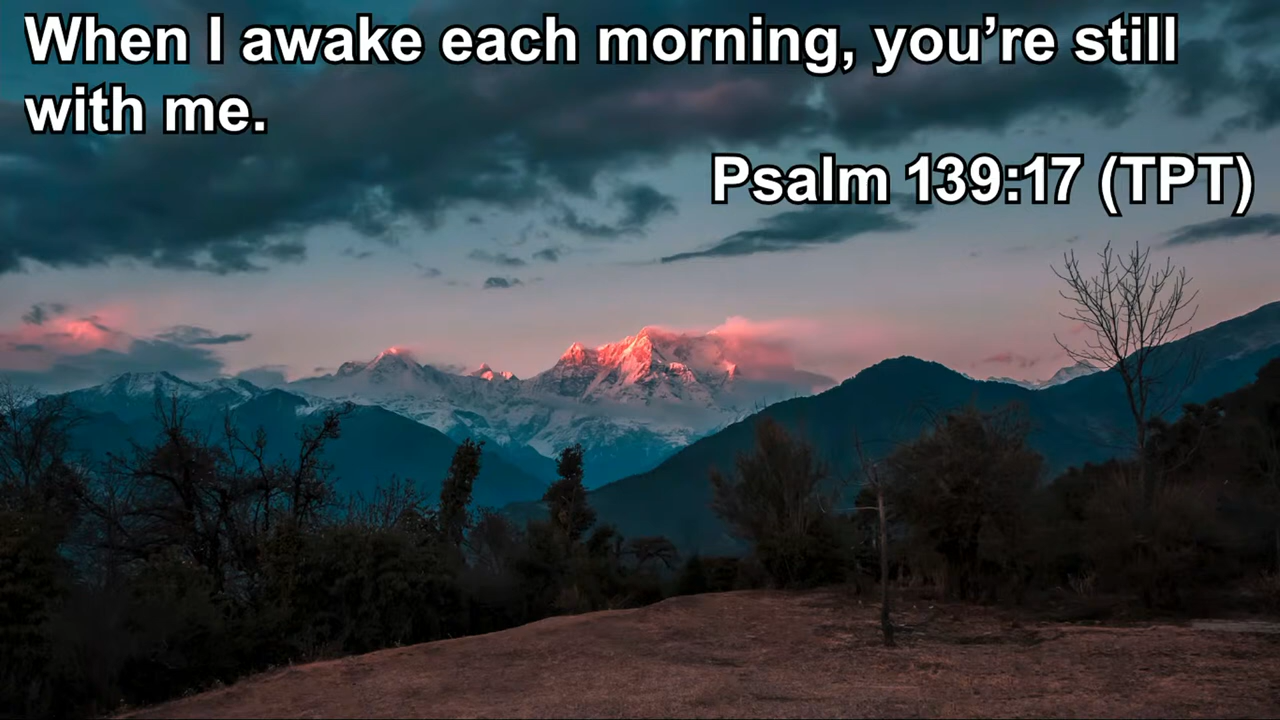 When I awake each morning, you’re still
with me.
Psalm 139:17 (TPT)